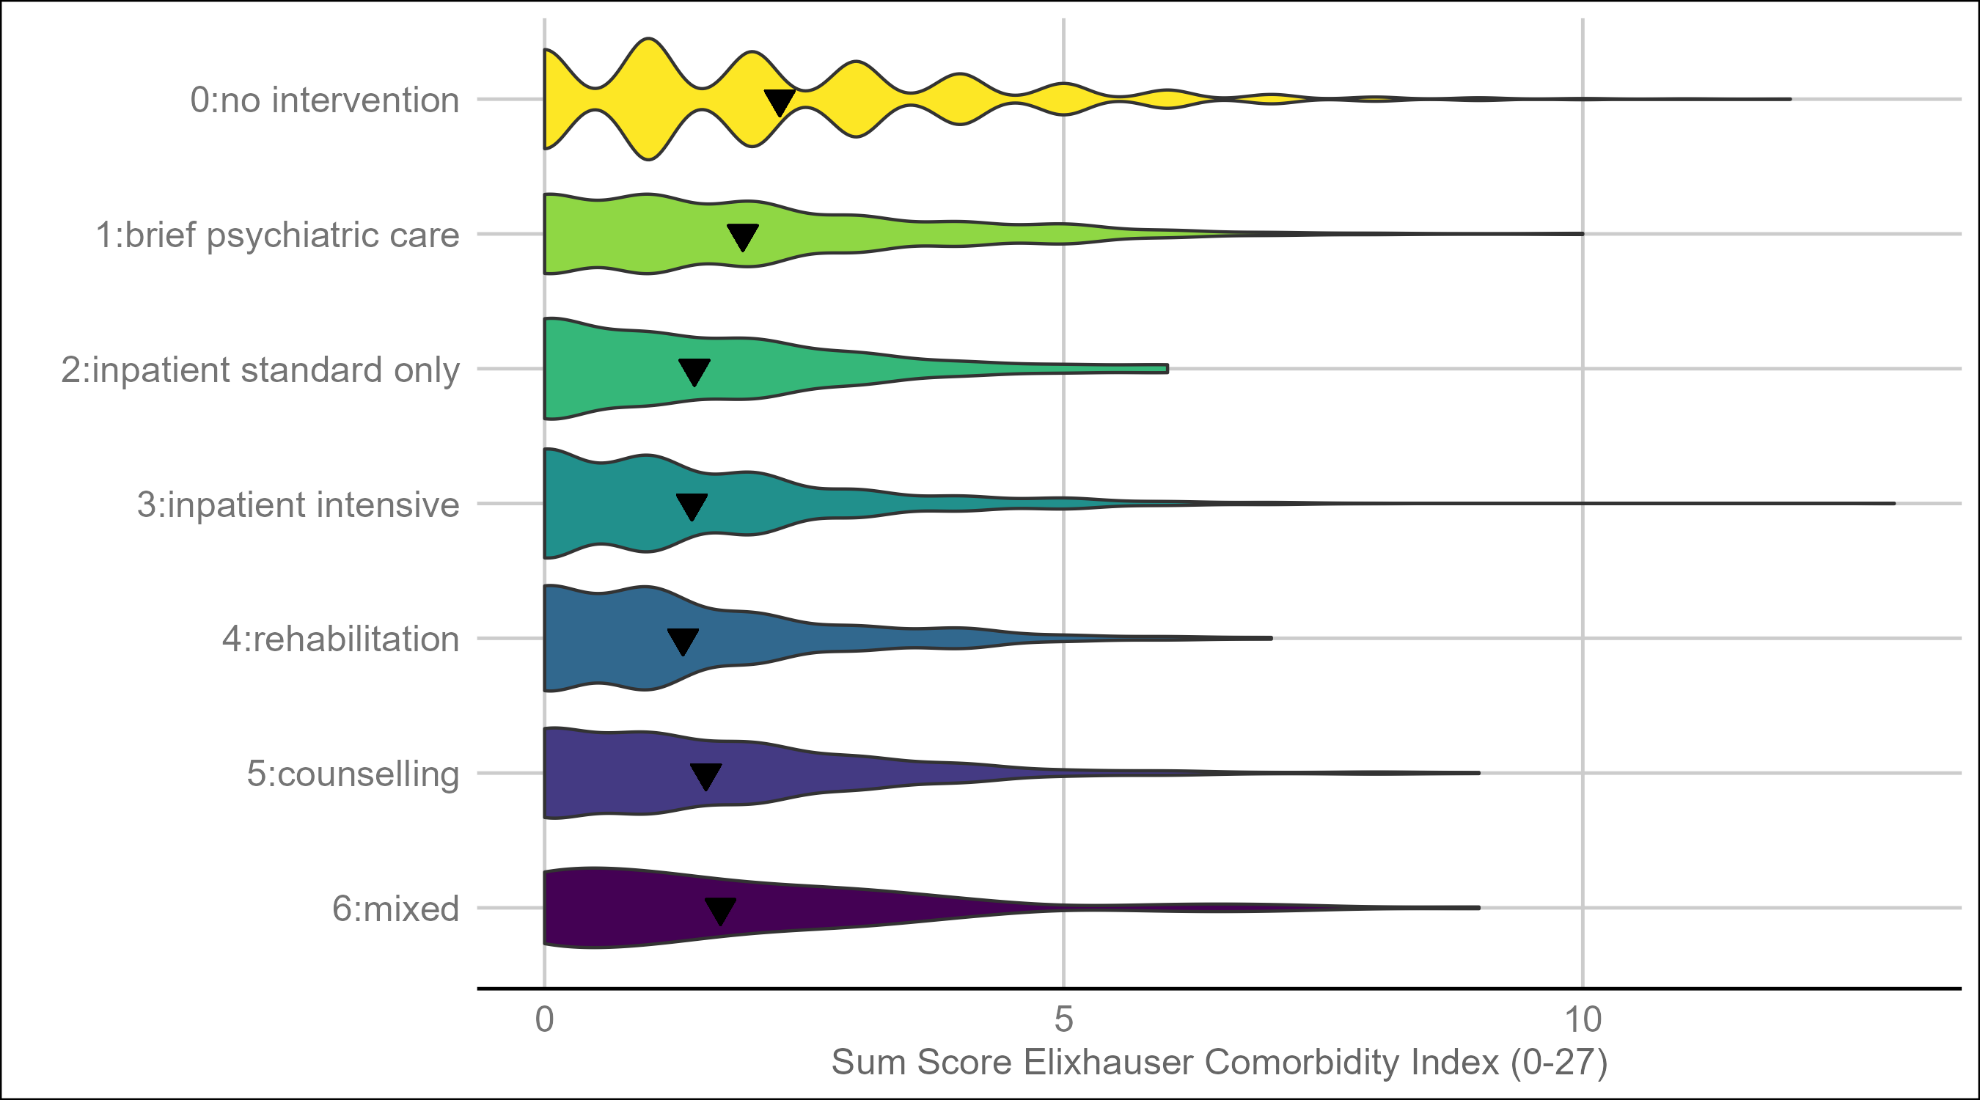 0:no intervention
1:brief psychiatric care
2:inpatient standard only
3:inpatient intensive
4:rehabilitation
5:counselling
6:mixed
0 5 10
Sum Score Elixhauser Comorbidity Index (0-27)